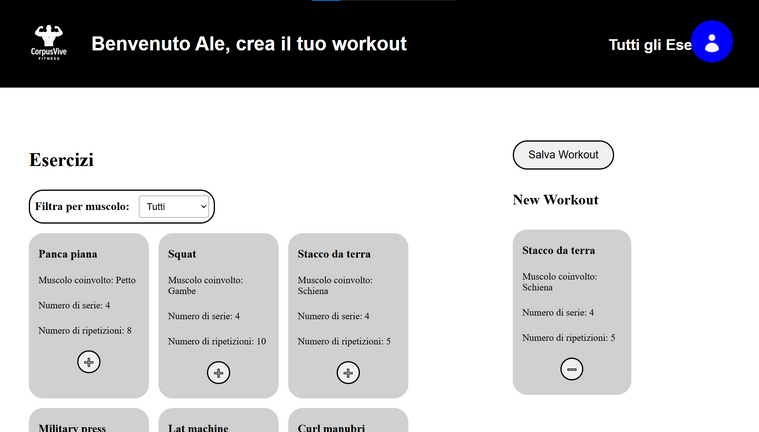 CorpusVive
FITNESS
Benvenuto Ale, crea il tuo workout
Tutti gli Ese
Esercizi
Filtra per muscolo:
Tutti
Panca piana
Muscolo coinvolto: Petto
Numero di serie: 4
Numero di ripetizioni: 8
Squat
Muscolo coinvolto:
Gambe
Numero di serie: 4
Numero di ripetizioni: 10
Stacco da terra
Muscolo coinvolto:
Schiena
Numero di serie: 4
Numero di ripetizioni: 5
Military press
Lat machine
Curl manubri
Salva Workout
New Workout
Stacco da terra
Muscolo coinvolto:
Schiena
Numero di serie: 4
Numero di ripetizioni: 5